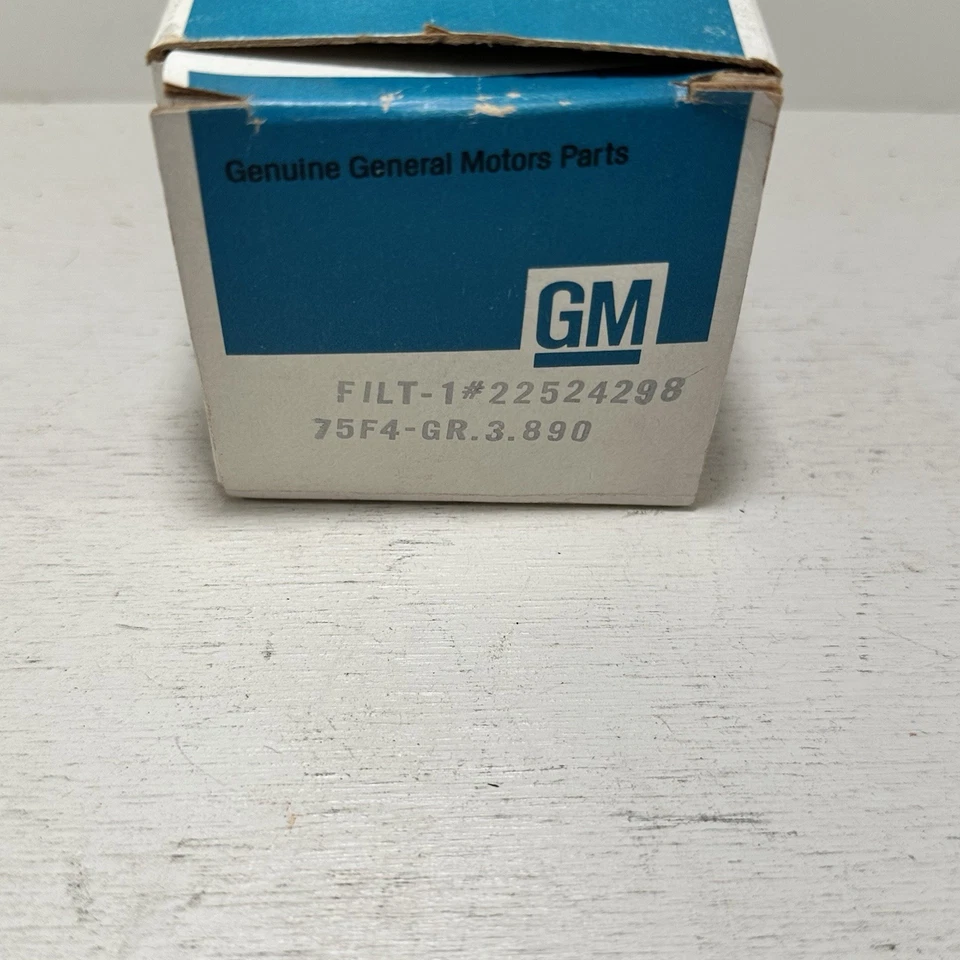 Genuine General Motors Parts
GM
FILT-1#22524298
75F4-GR.3.890